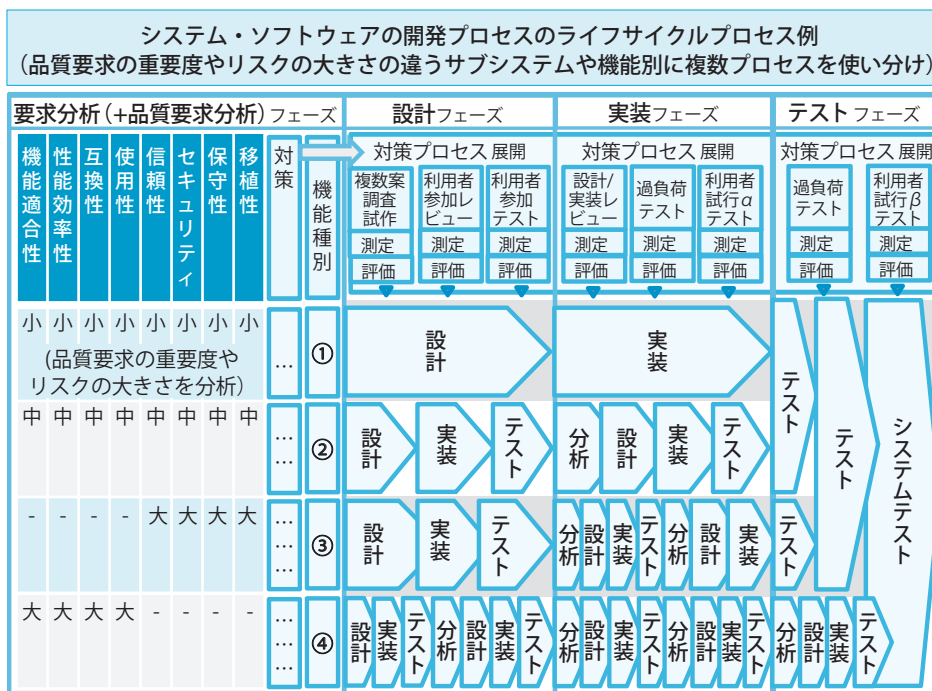 システム・ソフトウェアの開発プロセスのライフサイクルプロセス例
(品質要求の重要度やリスクの大きさの違うサブシステムや機能別に複数プロセスを使い分け)
要求分析(+品質要求分析)フェーズ
設計フェーズ
実装フェーズ
テストフェーズ
機能適合性
性能効率性
互換性
使用性
信頼性
セキュリティ
保守性
移植性
対策
機能種別
対策プロセス展開
複数案
調査
試作
測定
評価
利用者
参加レ
ビュー
測定
評価
利用者
参加
テスト
測定
評価
対策プロセス展開
設計/
実装レ
ビュー
測定
評価
過負荷
テスト
測定
評価
利用者
試行α
テスト
測定
評価
対策プロセス展開
過負荷
テスト
測定
評価
利用者
試行β
テスト
測定
評価
小 小 小 小 小 小 小 小
(品質要求の重要度や
リスクの大きさを分析)
…
①
設計
実装
テスト
テスト
システムテスト
中 中 中 中 中 中 中 中
…
…
②
設計
実装
テスト
分析
設計
実装
テスト
- - - - 大 大 大 大
…
…
…
③
設計
実装
テスト
分析
設計
実装
テスト
分析
設計
実装
テスト
大 大 大 大 - - - -
…
…
…
④
設計
実装
テスト
分析
設計
実装
テスト
分析
設計
実装
テスト
分析
設計
実装
テスト
分析
設計
実装
テスト